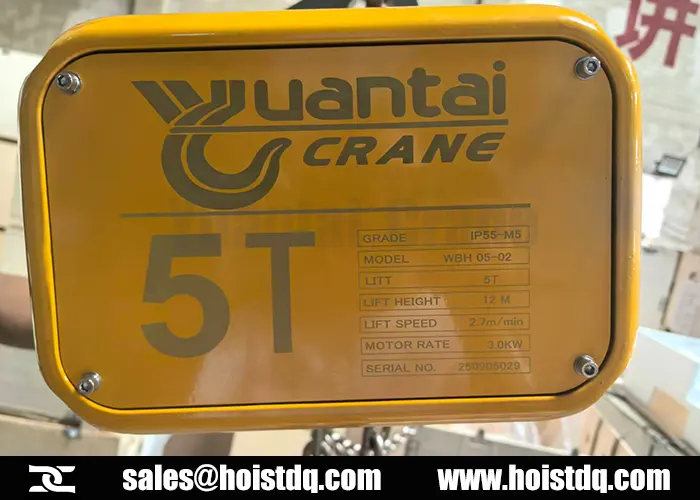 Yuantai
CRANE
5T
GRADE IP55-M5
MODEL WBH 05-02
LITT 5T
LIFT HEIGHT 12 M
LIFT SPEED 2.7m/min
MOTOR RATE 3.0KW
SERIAL NO. 250905029
sales@hoistdq.com www.hoistdq.com